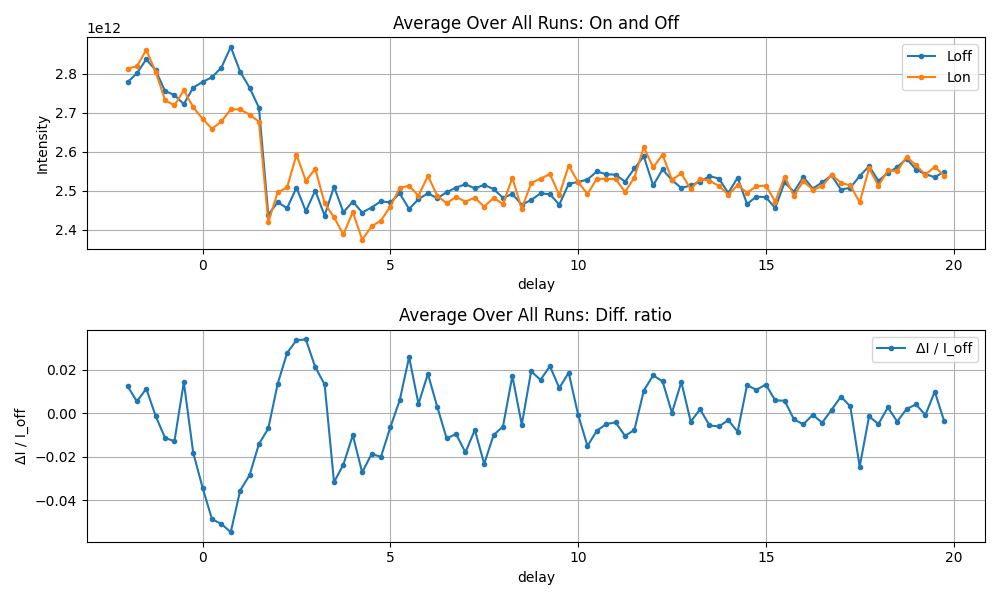 Average Over All Runs: On and Off
1e12
Intensity
2.8
2.7
2.6
2.5
2.4
Loff
Lon
0 5 10 15 20
delay
Average Over All Runs: Diff. ratio
ΔI / I_off
0.02
0.00
−0.02
−0.04
ΔI / I_off
0 5 10 15 20
delay